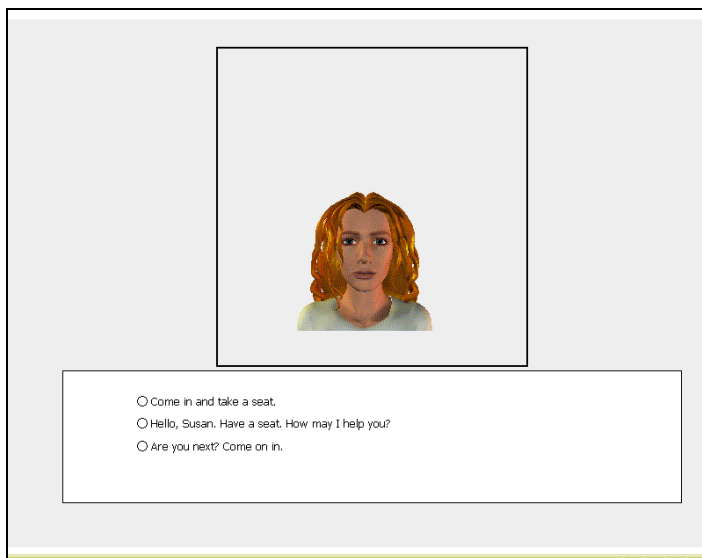 Come in and take a seat.
Hello, Susan. Have a seat. How may I help you?
Are you next? Come on in.